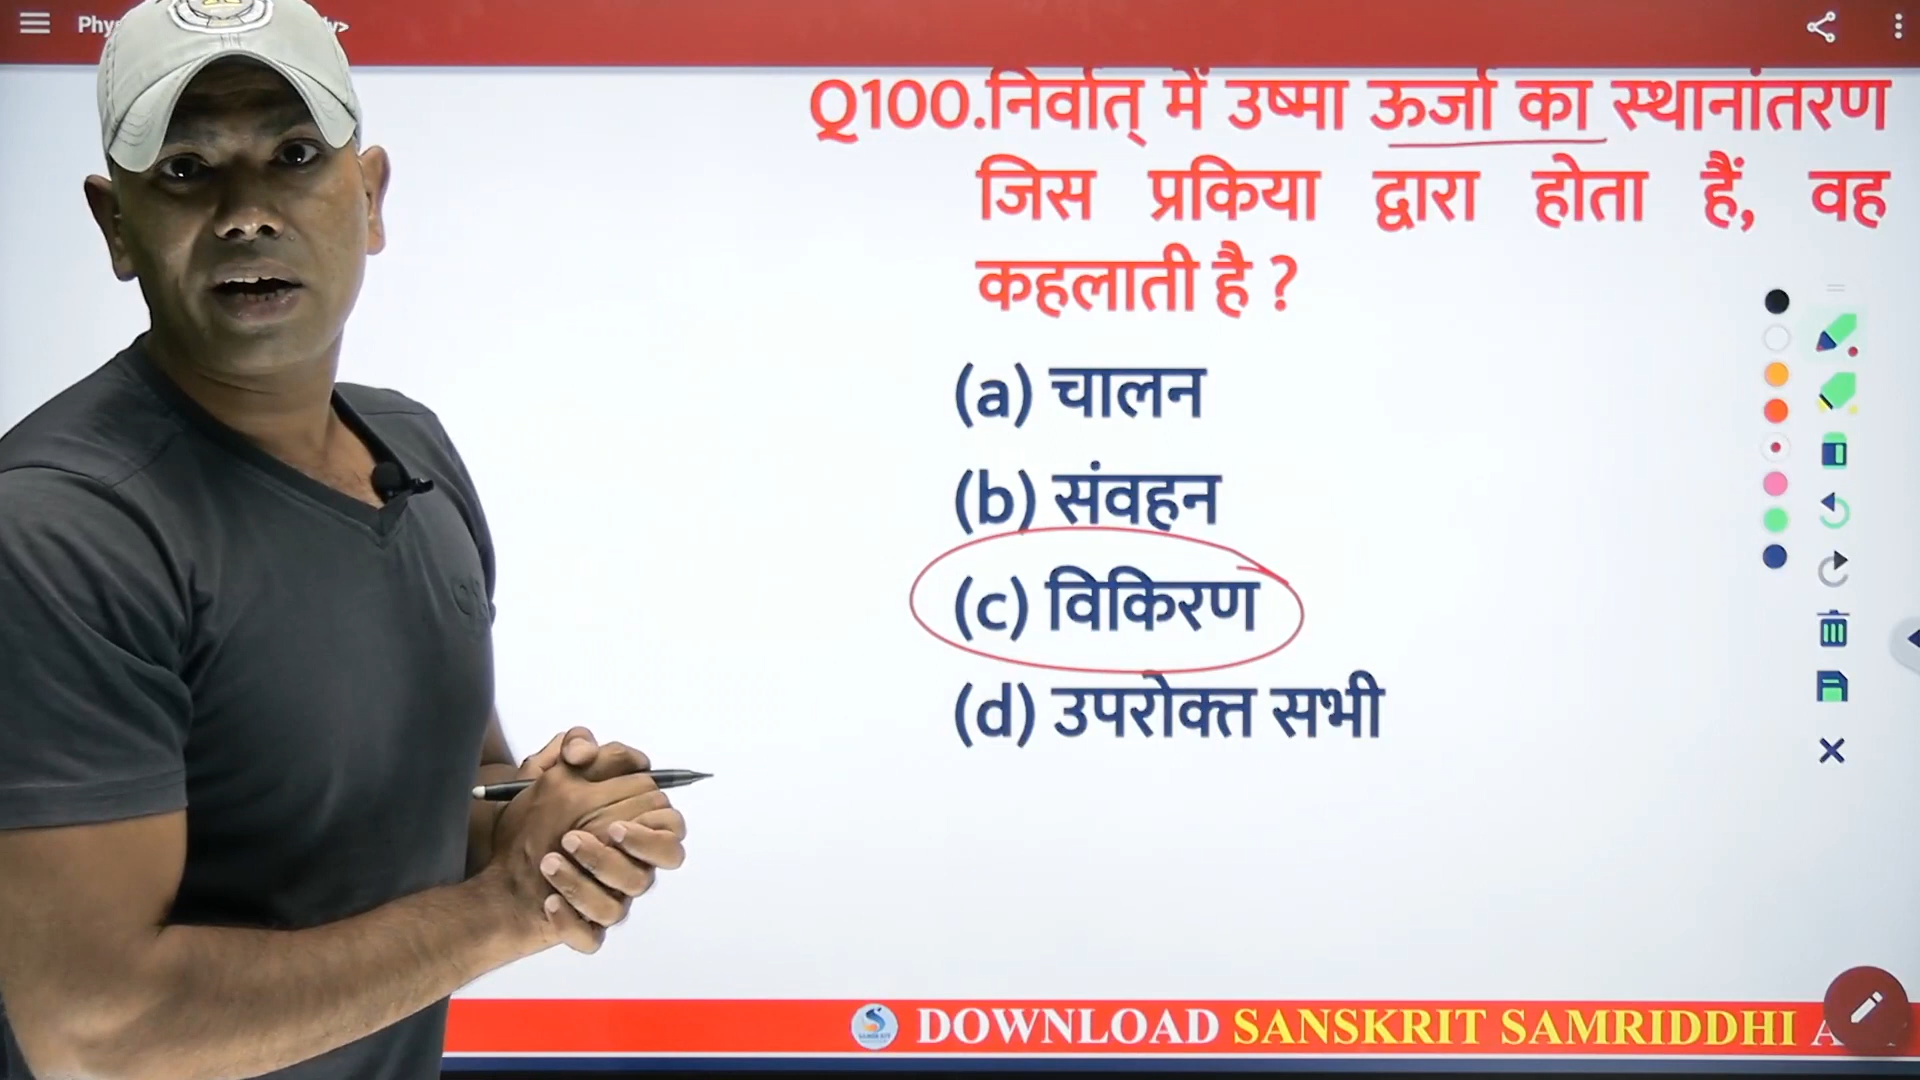 Q100.निर्वात् में उष्मा ऊर्जा का स्थानांतरण
जिस प्रकिया द्वारा होता हैं, वह
कहलाती है ?
(a) चालन
(b) संवहन
(c) विकिरण
(d) उपरोक्त सभी
DOWNLOAD SANSKRIT SAMRIDDHI